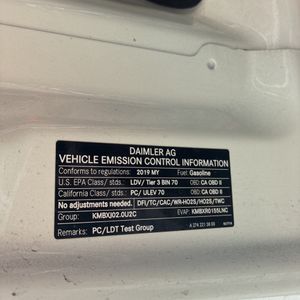 DAIMLER AG
VEHICLE EMISSION CONTROL INFORMATION
Conforms to regulations: 2019 MY Fuel: Gasoline
U.S. EPA Class/ stds.: LDV/ Tier 3 BIN 70 OBD: CA OBD II
California Class/ stds.: PC/ ULEV 70 OBD: CA OBD II
No adjustments needed. DFI/TC/CAC/WR-HO2S/HO2S/TWC
Group: KMBXJ02.0U2C EVAP: KMBXR0155LNC
Remarks: PC/LDT Test Group